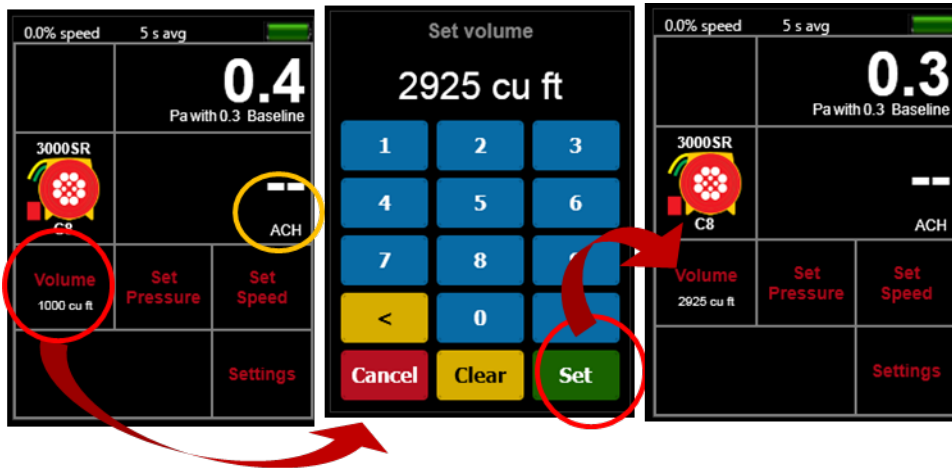 0.0% speed 5 s avg
0.4
Pa with 0.3 Baseline
3000SR
--
C8
ACH
Volume
1000 cu ft
Set
Pressure
Set
Speed
Settings
Set volume
2925 cu ft
1 2 3
4 5 6
7 8
< 0
Cancel Clear Set
0.0% speed 5 s avg
0.3
Pa with 0.3 Baseline
3000SR
--
C8
ACH
Volume
2925 cu ft
Set
Pressure
Set
Speed
Settings